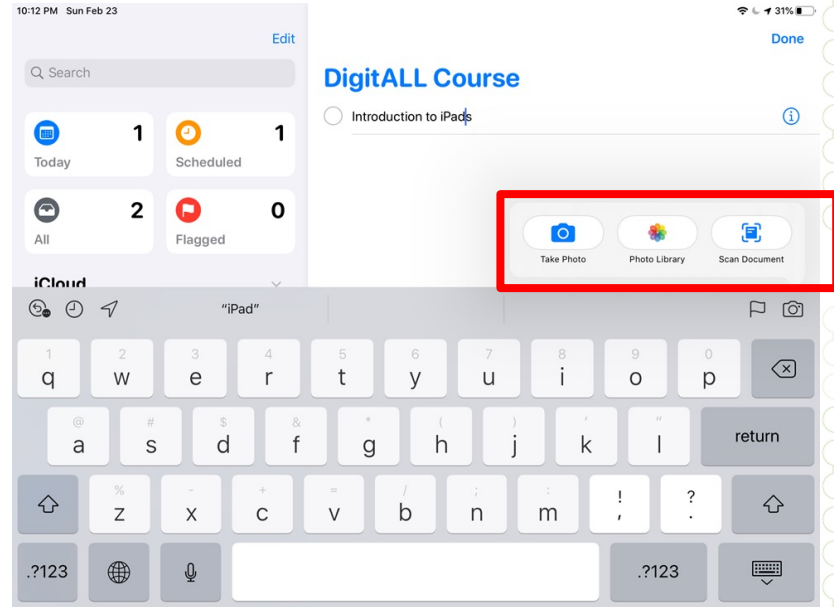 10:12 PM Sun Feb 23
31%
Edit
Done
Search
DigitALL Course
Introduction to iPads
1
Today
1
Scheduled
2
All
0
Flagged
iCloud
Take Photo
Photo Library
Scan Document
"iPad"
1 2 3 4 5 6 7 8 9 0
q w e r t y u i o p
@ # $ & * ( ) ' "
a s d f g h j k l return
% - + = / ; : ! ?
z x c v b n m , .
.?123 .?123